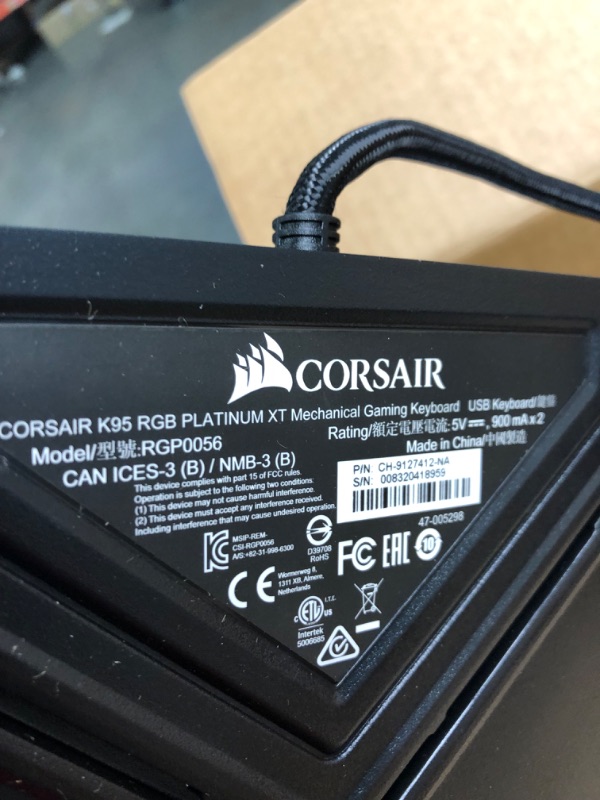 CORSAIR
CORSAIR K95 RGB PLATINUM XT Mechanical Gaming Keyboard USB Keyboard/鍵盤
Model/型號:RGP0056
Rating/額定電壓電流: 5V⎓, 900 mA x 2
CAN ICES-3 (B) / NMB-3 (B)
Made in China/中國製造
This device complies with part 15 of FCC rules.
Operation is subject to the following two conditions:
(1) This device may not cause harmful interference.
(2) This device must accept any interference received.
Including interference that may cause undesired operation.
P/N: CH-9127412-NA
S/N: 008320418959
47-005298
MSIP-REM-
CSI-RGP0056
A/S:+82-31-998-6300
D39708
RoHS
FC EAC 10
CE
Wormerweg 8,
1311 XB, Almere,
Netherlands
I.T.E.
C ETL US
Intertek
5006685